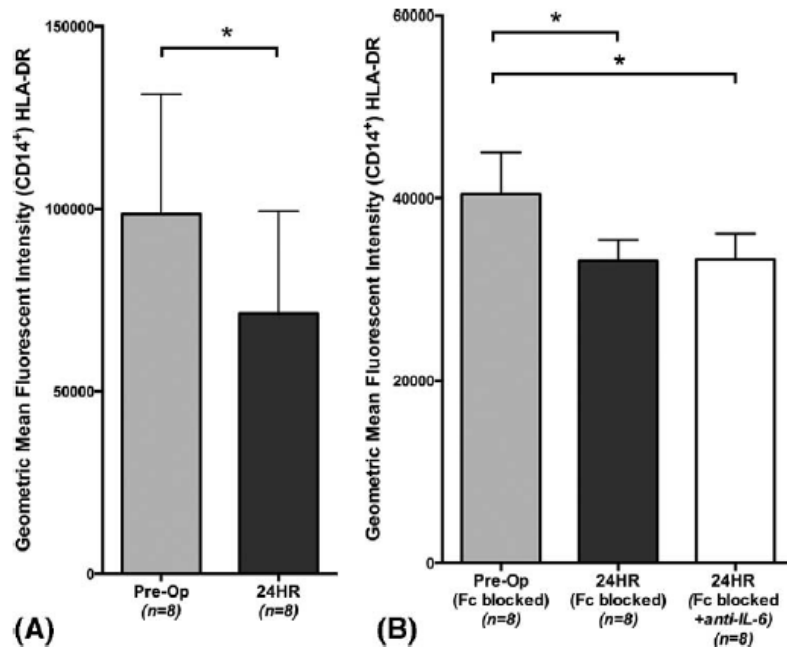 Geometric Mean Fluorescent Intensity (CD14⁺) HLA-DR
150000
100000
50000
0
*
Pre-Op
(n=8)
24HR
(n=8)
(A)
Geometric Mean Fluorescent Intensity (CD14⁺) HLA-DR
60000
40000
20000
0
*
*
Pre-Op
(Fc blocked)
(n=8)
24HR
(Fc blocked)
(n=8)
24HR
(Fc blocked
+anti-IL-6)
(n=8)
(B)